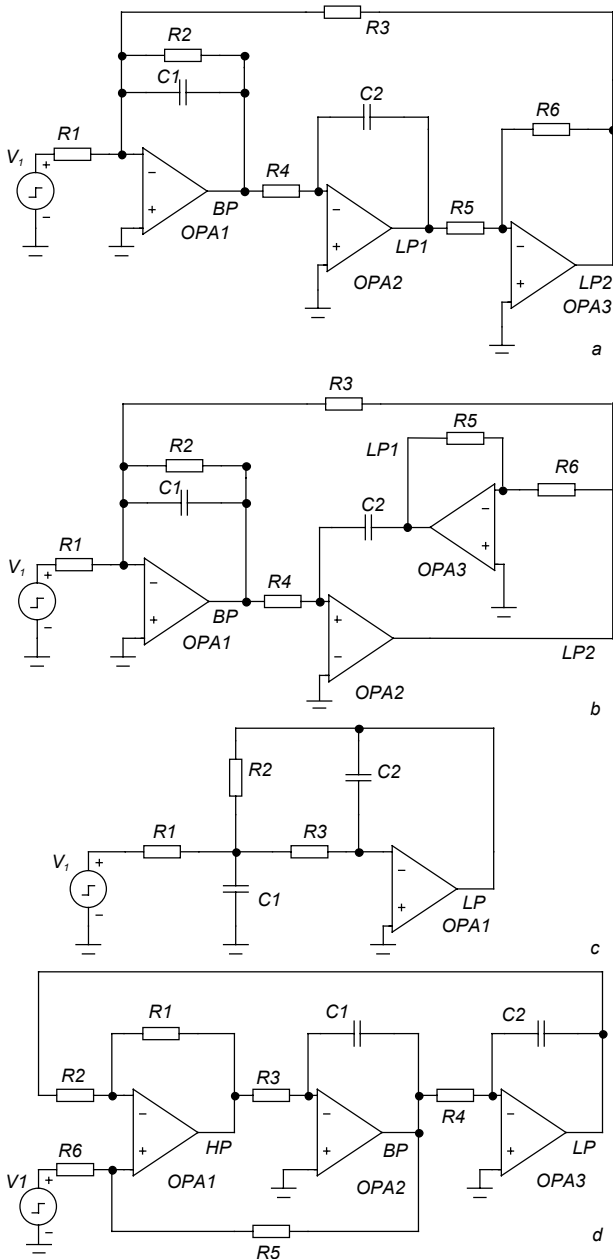 R3
R2
C1
C2
R6
R1
V1
+
−
R4
R5
−
+
BP
OPA1
−
+
LP1
OPA2
−
+
LP2
OPA3
a
R3
R5
LP1
R2
R6
C1
C2
−
+
R1
OPA3
V1
+
−
R4
−
+
BP
OPA1
+
−
LP2
OPA2
b
R2
C2
R1
R3
V1
+
−
C1
−
+
LP
OPA1
c
R1
C1
C2
R2
R3
R4
−
+
HP
OPA1
−
+
BP
OPA2
−
+
LP
OPA3
R6
V1
+
−
R5
d